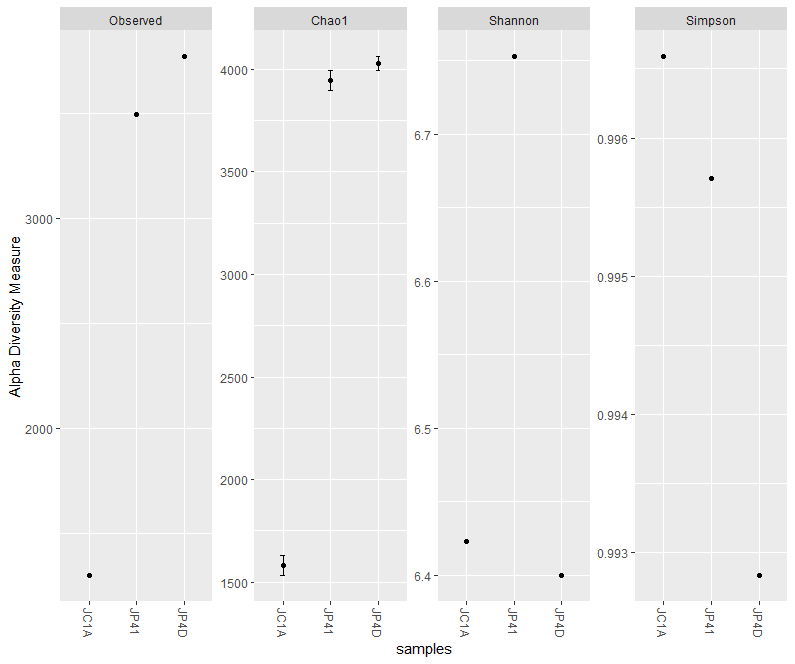 Observed
Chao1
Shannon
Simpson
Alpha Diversity Measure
3000
2000
4000
3500
3000
2500
2000
1500
6.7
6.6
6.5
6.4
0.996
0.995
0.994
0.993
JC1A
JP41
JP4D
JC1A
JP41
JP4D
JC1A
JP41
JP4D
JC1A
JP41
JP4D
samples